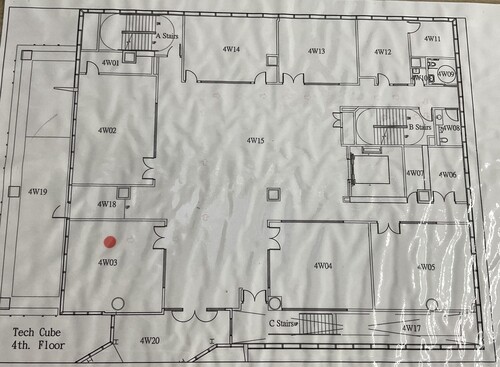 4W11
A Stairs
4W14
4W13
4W12
4W01
4W10
4W09
4W02
B Stairs
4W08
4W15
4W19
4W07
4W06
4W18
4W03
4W04
4W05
C Stairs
4W17
Tech Cube
4th. Floor
4W20